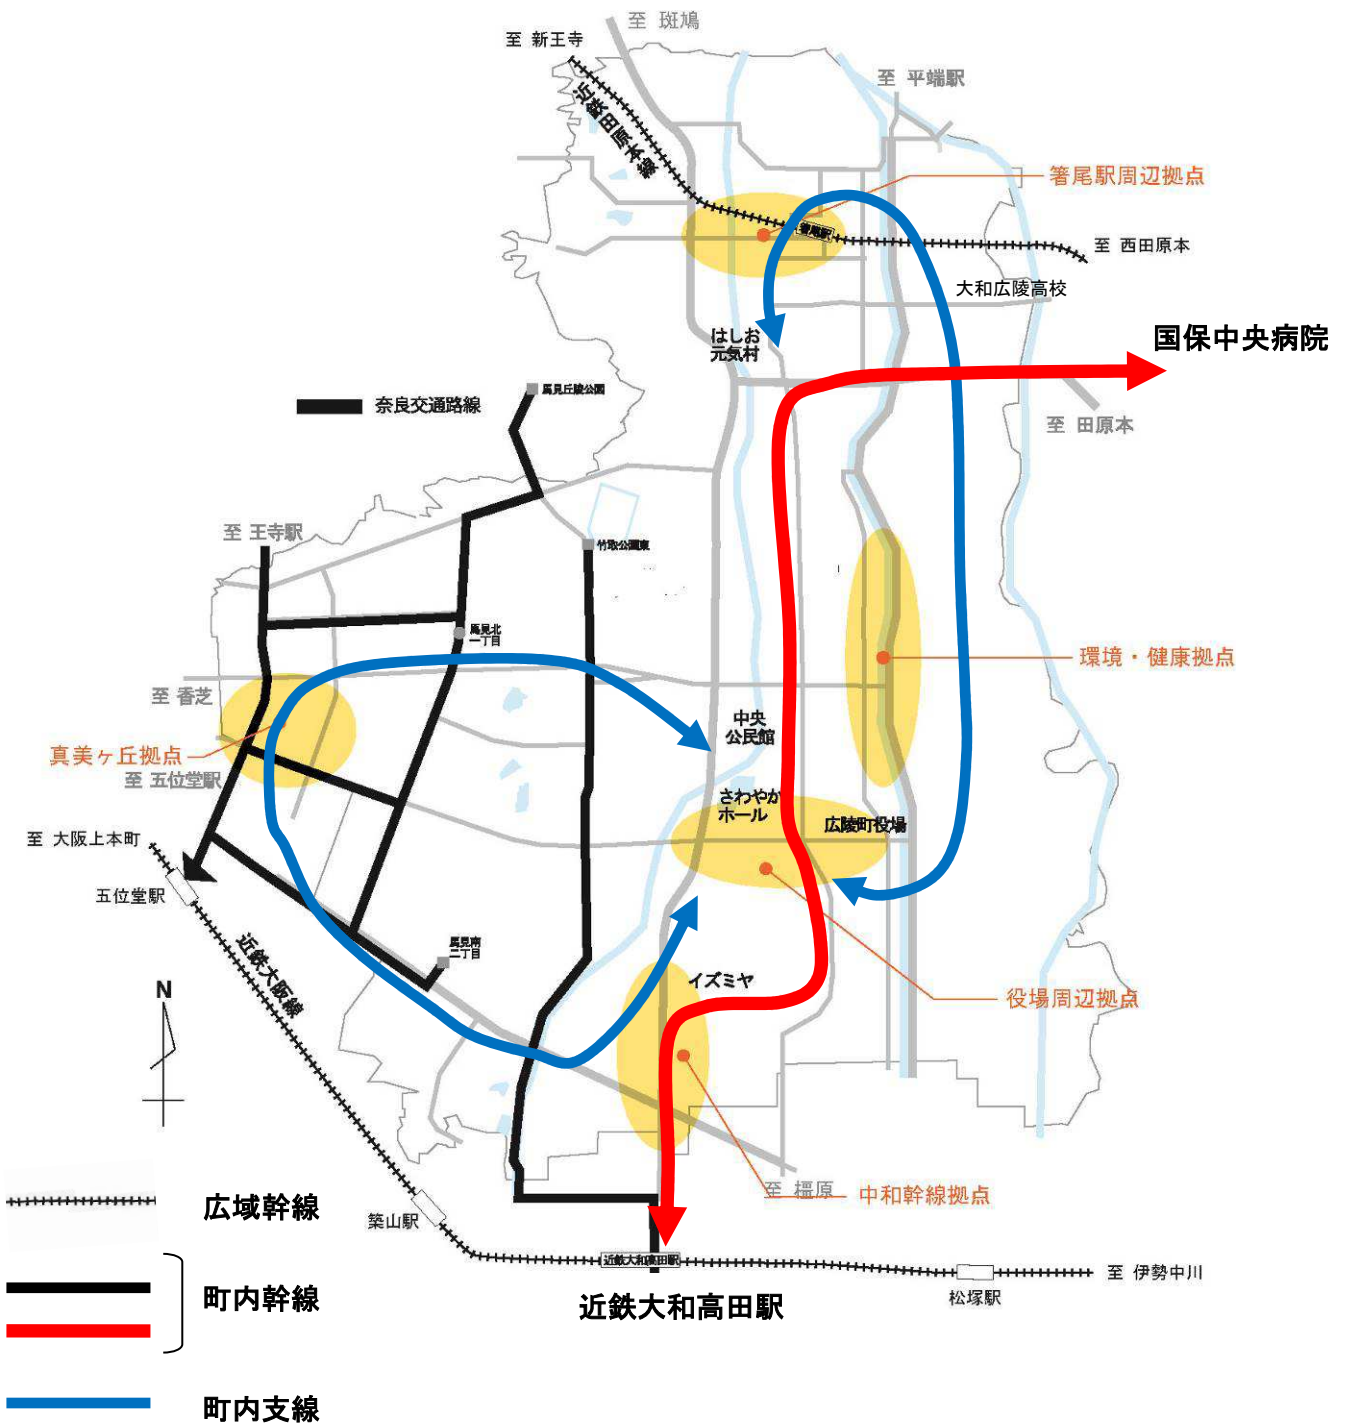 至 斑鳩
至 新王寺
至 平端駅
近鉄田原本線
箸尾駅周辺拠点
箸尾駅
至 西田原本
大和広陵高校
はしお
元気村
国保中央病院
馬見丘陵公園
奈良交通路線
至 田原本
至 王寺駅
竹取公園東
馬見北
一丁目
環境・健康拠点
至 香芝
中央
公民館
真美ヶ丘拠点
至 五位堂駅
さわやか
ホール
広陵町役場
至 大阪上本町
五位堂駅
近鉄大阪線
馬見南
二丁目
イズミヤ
役場周辺拠点
N
至 橿原
中和幹線拠点
広域幹線
築山駅
近鉄大和高田駅
至 伊勢中川
松塚駅
町内幹線
近鉄大和高田駅
町内支線